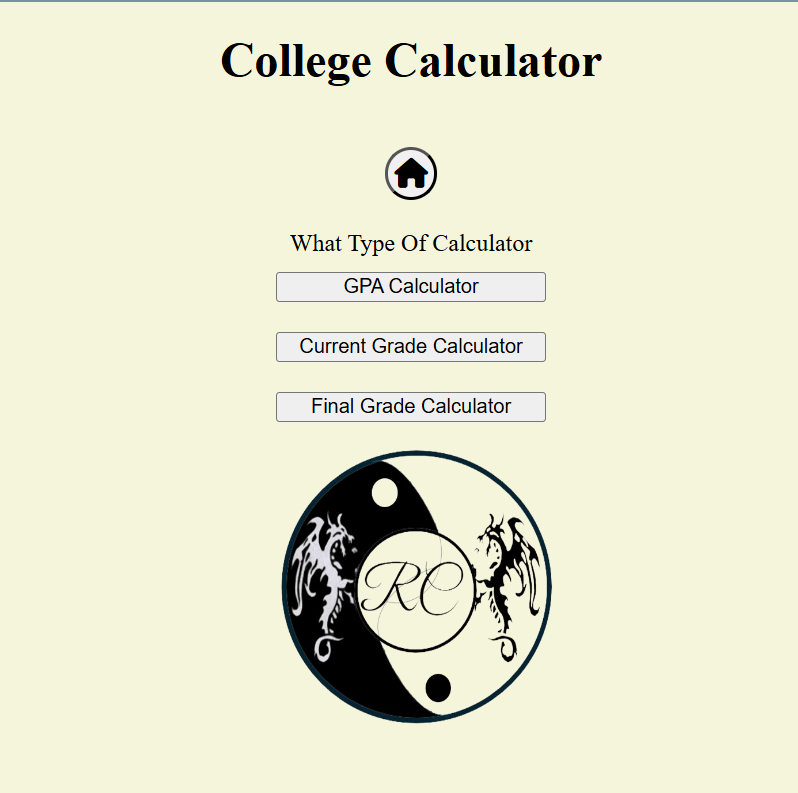 College Calculator
What Type Of Calculator
GPA Calculator
Current Grade Calculator
Final Grade Calculator
RC